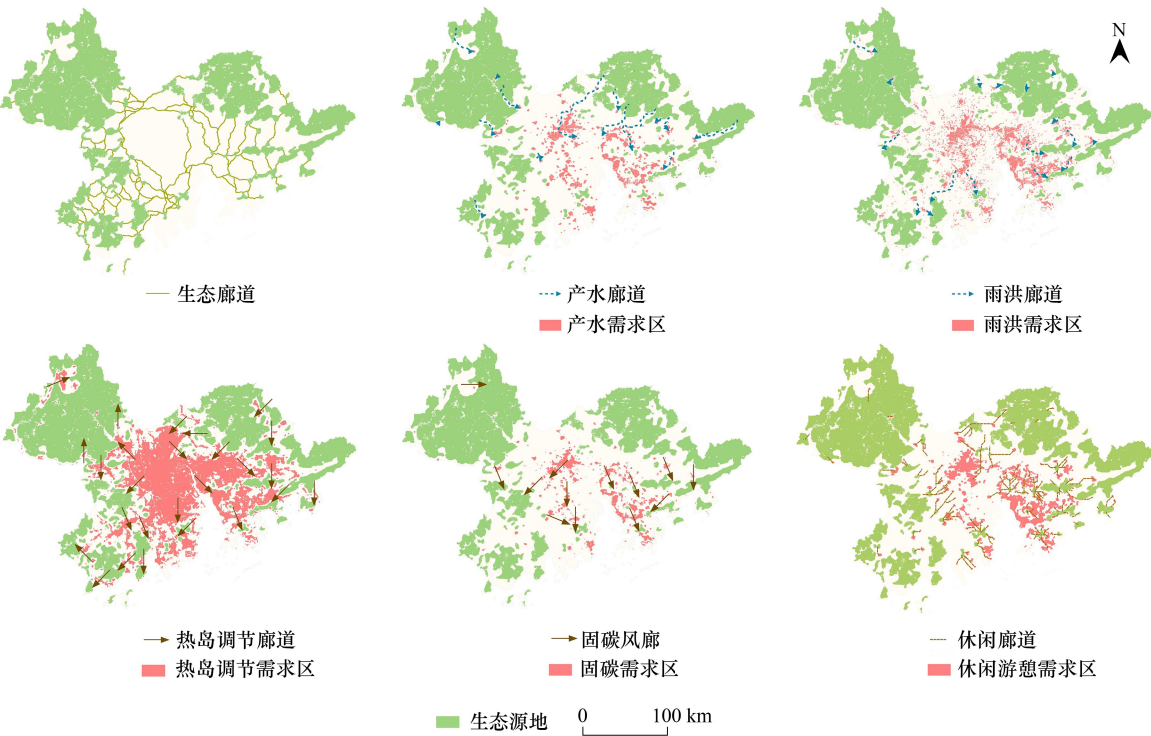 N
生态廊道
产水廊道
产水需求区
雨洪廊道
雨洪需求区
热岛调节廊道
热岛调节需求区
固碳风廊
固碳需求区
休闲廊道
休闲游憩需求区
生态源地
0 100 km